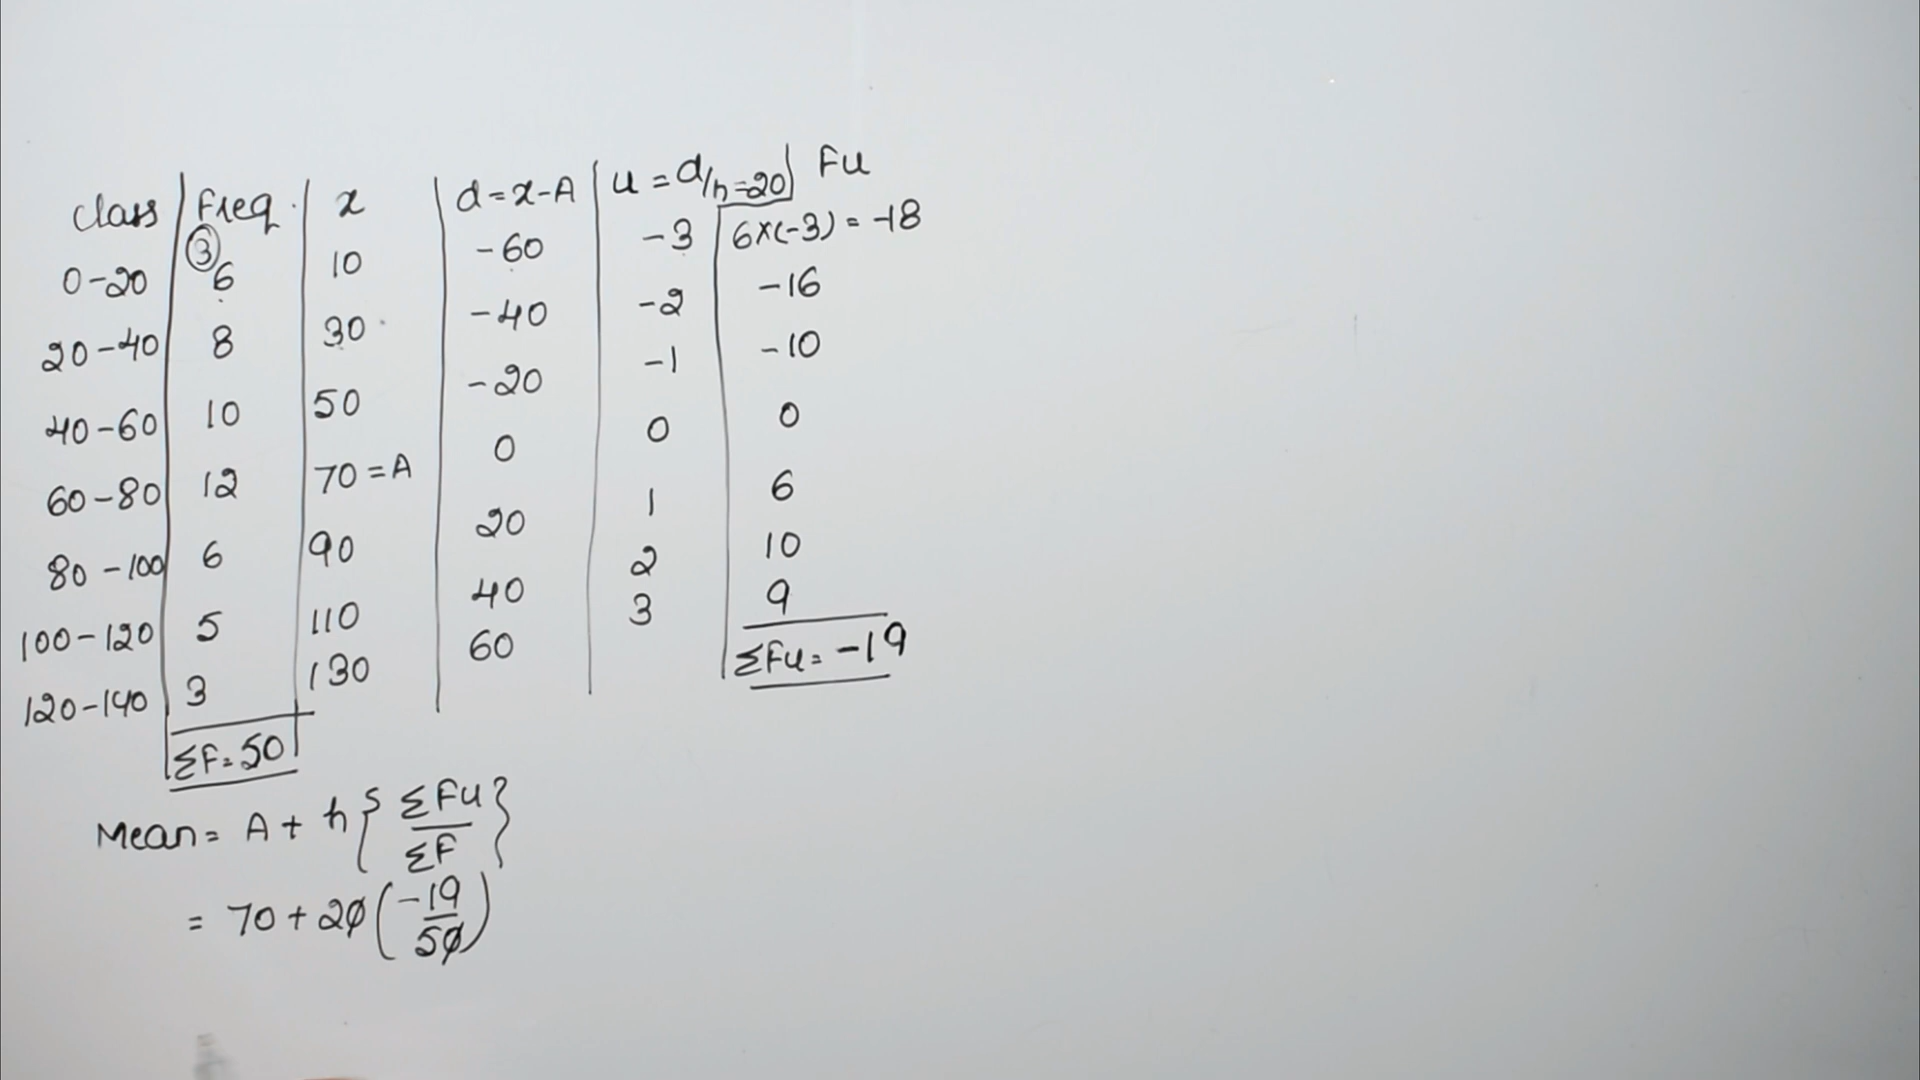 class Freq. x d=x-A u=d/h=20 Fu
0-20 ③ 6 10 -60 -3 6×(-3)=-18
20-40 8 30 -40 -2 -16
40-60 10 50 -20 -1 -10
60-80 12 70=A 0 0 0
80-100 6 90 20 1 6
100-120 5 110 40 2 10
120-140 3 130 60 3 9
ΣF=50 ΣFu=-19
Mean = A + h { ΣFu / ΣF }
= 70 + 20 ( -19 / 50 )